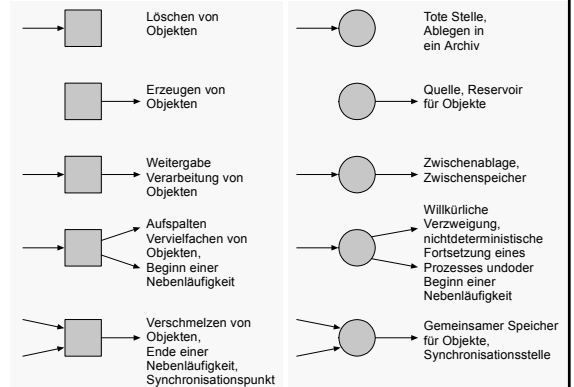 Löschen von
Objekten
Erzeugen von
Objekten
Weitergabe
Verarbeitung von
Objekten
Aufspalten
Vervielfachen von
Objekten,
Beginn einer
Nebenläufigkeit
Verschmelzen von
Objekten,
Ende einer
Nebenläufigkeit,
Synchronisationspunkt
Tote Stelle,
Ablegen in
ein Archiv
Quelle, Reservoir
für Objekte
Zwischenablage,
Zwischenspeicher
Willkürliche
Verzweigung,
nichtdeterministische
Fortsetzung eines
Prozesses undoder
Beginn einer
Nebenläufigkeit
Gemeinsamer Speicher
für Objekte,
Synchronisationsstelle